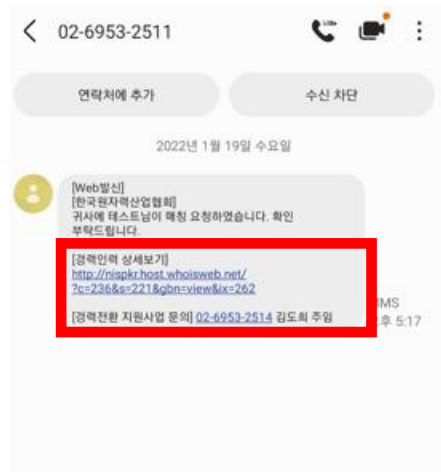 02-6953-2511
연락처에 추가
수신 차단
2022년 1월 19일 수요일
[Web발신]
[한국원자력산업협회]
귀사에 테스트님이 매칭 요청하였습니다. 확인
부탁드립니다.
[경력인력 상세보기]
http://nispkr.host.whoisweb.net/
?c=236&s=221&gbn=view&ix=262
[경력전환 지원사업 문의] 02-6953-2514 김도희 주임
MMS
5:17